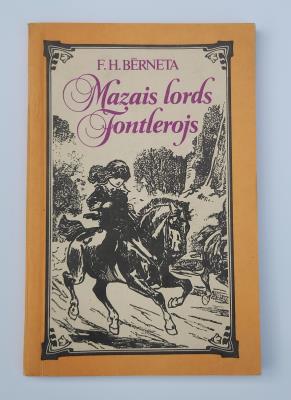 F. H. BĒRNETA
Mazais lords
Fontlerojs